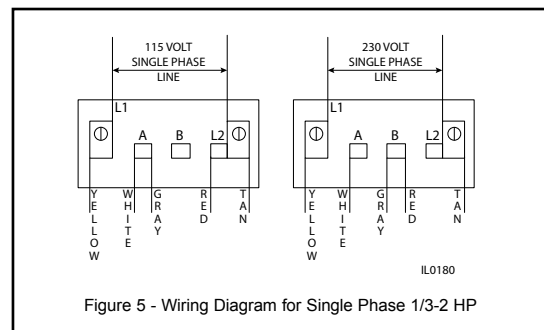 115 VOLT
SINGLE PHASE
LINE
L1
A
B
L2
YELLOW
WHITE
GRAY
RED
TAN
230 VOLT
SINGLE PHASE
LINE
L1
A
B
L2
YELLOW
WHITE
GRAY
RED
TAN
IL0180
Figure 5 - Wiring Diagram for Single Phase 1/3-2 HP